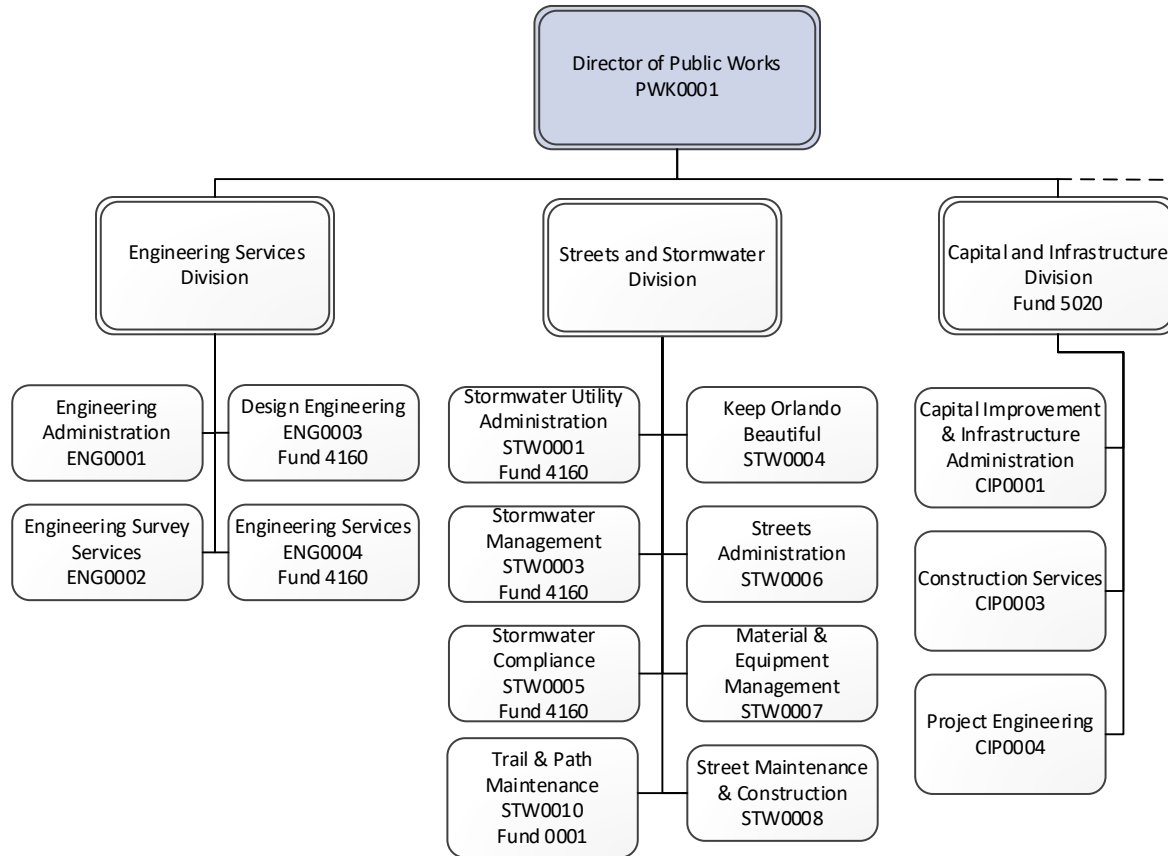 Director of Public Works
PWK0001
Engineering Services
Division
Streets and Stormwater
Division
Capital and Infrastructure
Division
Fund 5020
Engineering
Administration
ENG0001
Design Engineering
ENG0003
Fund 4160
Engineering Survey
Services
ENG0002
Engineering Services
ENG0004
Fund 4160
Stormwater Utility
Administration
STW0001
Fund 4160
Keep Orlando
Beautiful
STW0004
Stormwater
Management
STW0003
Fund 4160
Streets
Administration
STW0006
Stormwater
Compliance
STW0005
Fund 4160
Material &
Equipment
Management
STW0007
Trail & Path
Maintenance
STW0010
Fund 0001
Street Maintenance
& Construction
STW0008
Capital Improvement
& Infrastructure
Administration
CIP0001
Construction Services
CIP0003
Project Engineering
CIP0004